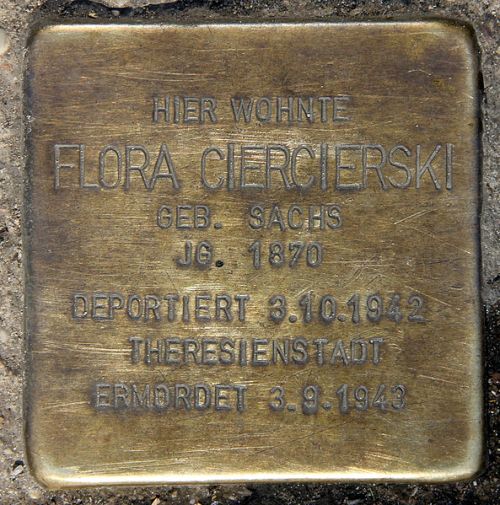 HIER WOHNTE
FLORA CIERCIERSKI
GEB. SACHS
JG. 1870
DEPORTIERT 3.10.1942
THERESIENSTADT
ERMORDET 3.9.1943